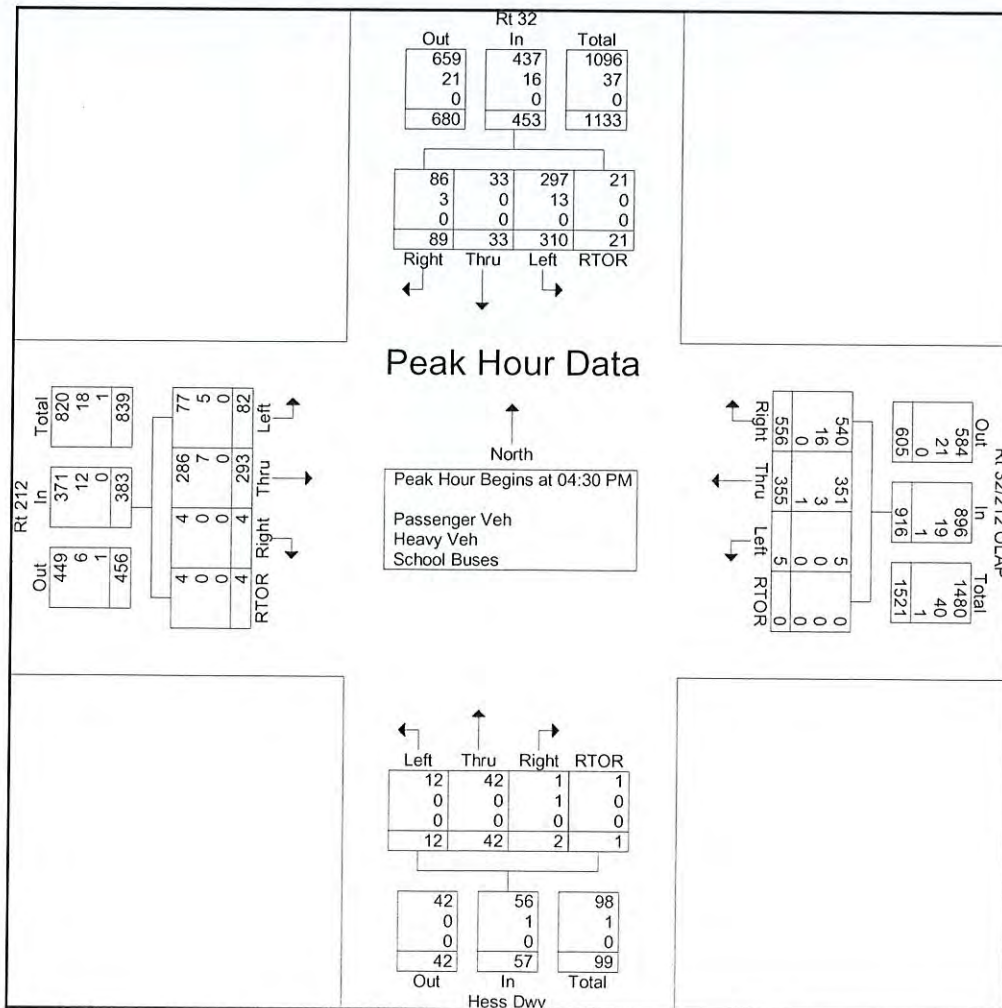 Rt 32
Out In Total
659 437 1096
21 16 37
0 0 0
680 453 1133
86 33 297 21
3 0 13 0
0 0 0 0
89 33 310 21
Right Thru Left RTOR
Peak Hour Data
North
Peak Hour Begins at 04:30 PM
Passenger Veh
Heavy Veh
School Buses
Rt 212
Out In Total
449 371 820
6 12 18
1 0 1
456 383 839
4 4 286 77
0 0 7 5
0 0 0 0
4 4 293 82
RTOR Right Thru Left
Rt 32/212 OLAP
Out In Total
584 896 1480
21 19 40
0 1 1
605 916 1521
540 351 5 0
16 3 0 0
0 1 0 0
556 355 5 0
Right Thru Left RTOR
Left Thru Right RTOR
12 42 1 1
0 0 1 0
0 0 0 0
12 42 2 1
42 56 98
0 1 1
0 0 0
42 57 99
Out In Total
Hess Dwy